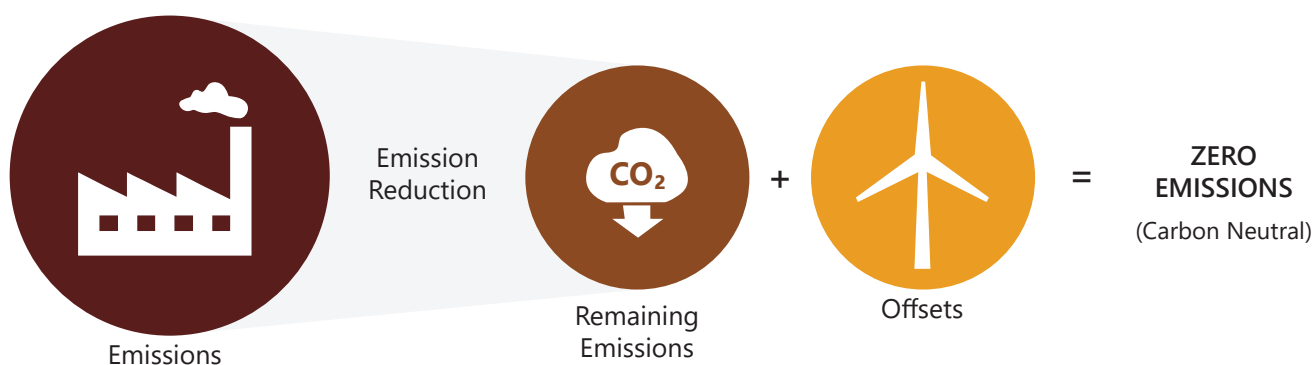 Emissions
Emission
Reduction
CO₂
Remaining
Emissions
+
Offsets
=
ZERO
EMISSIONS
(Carbon Neutral)